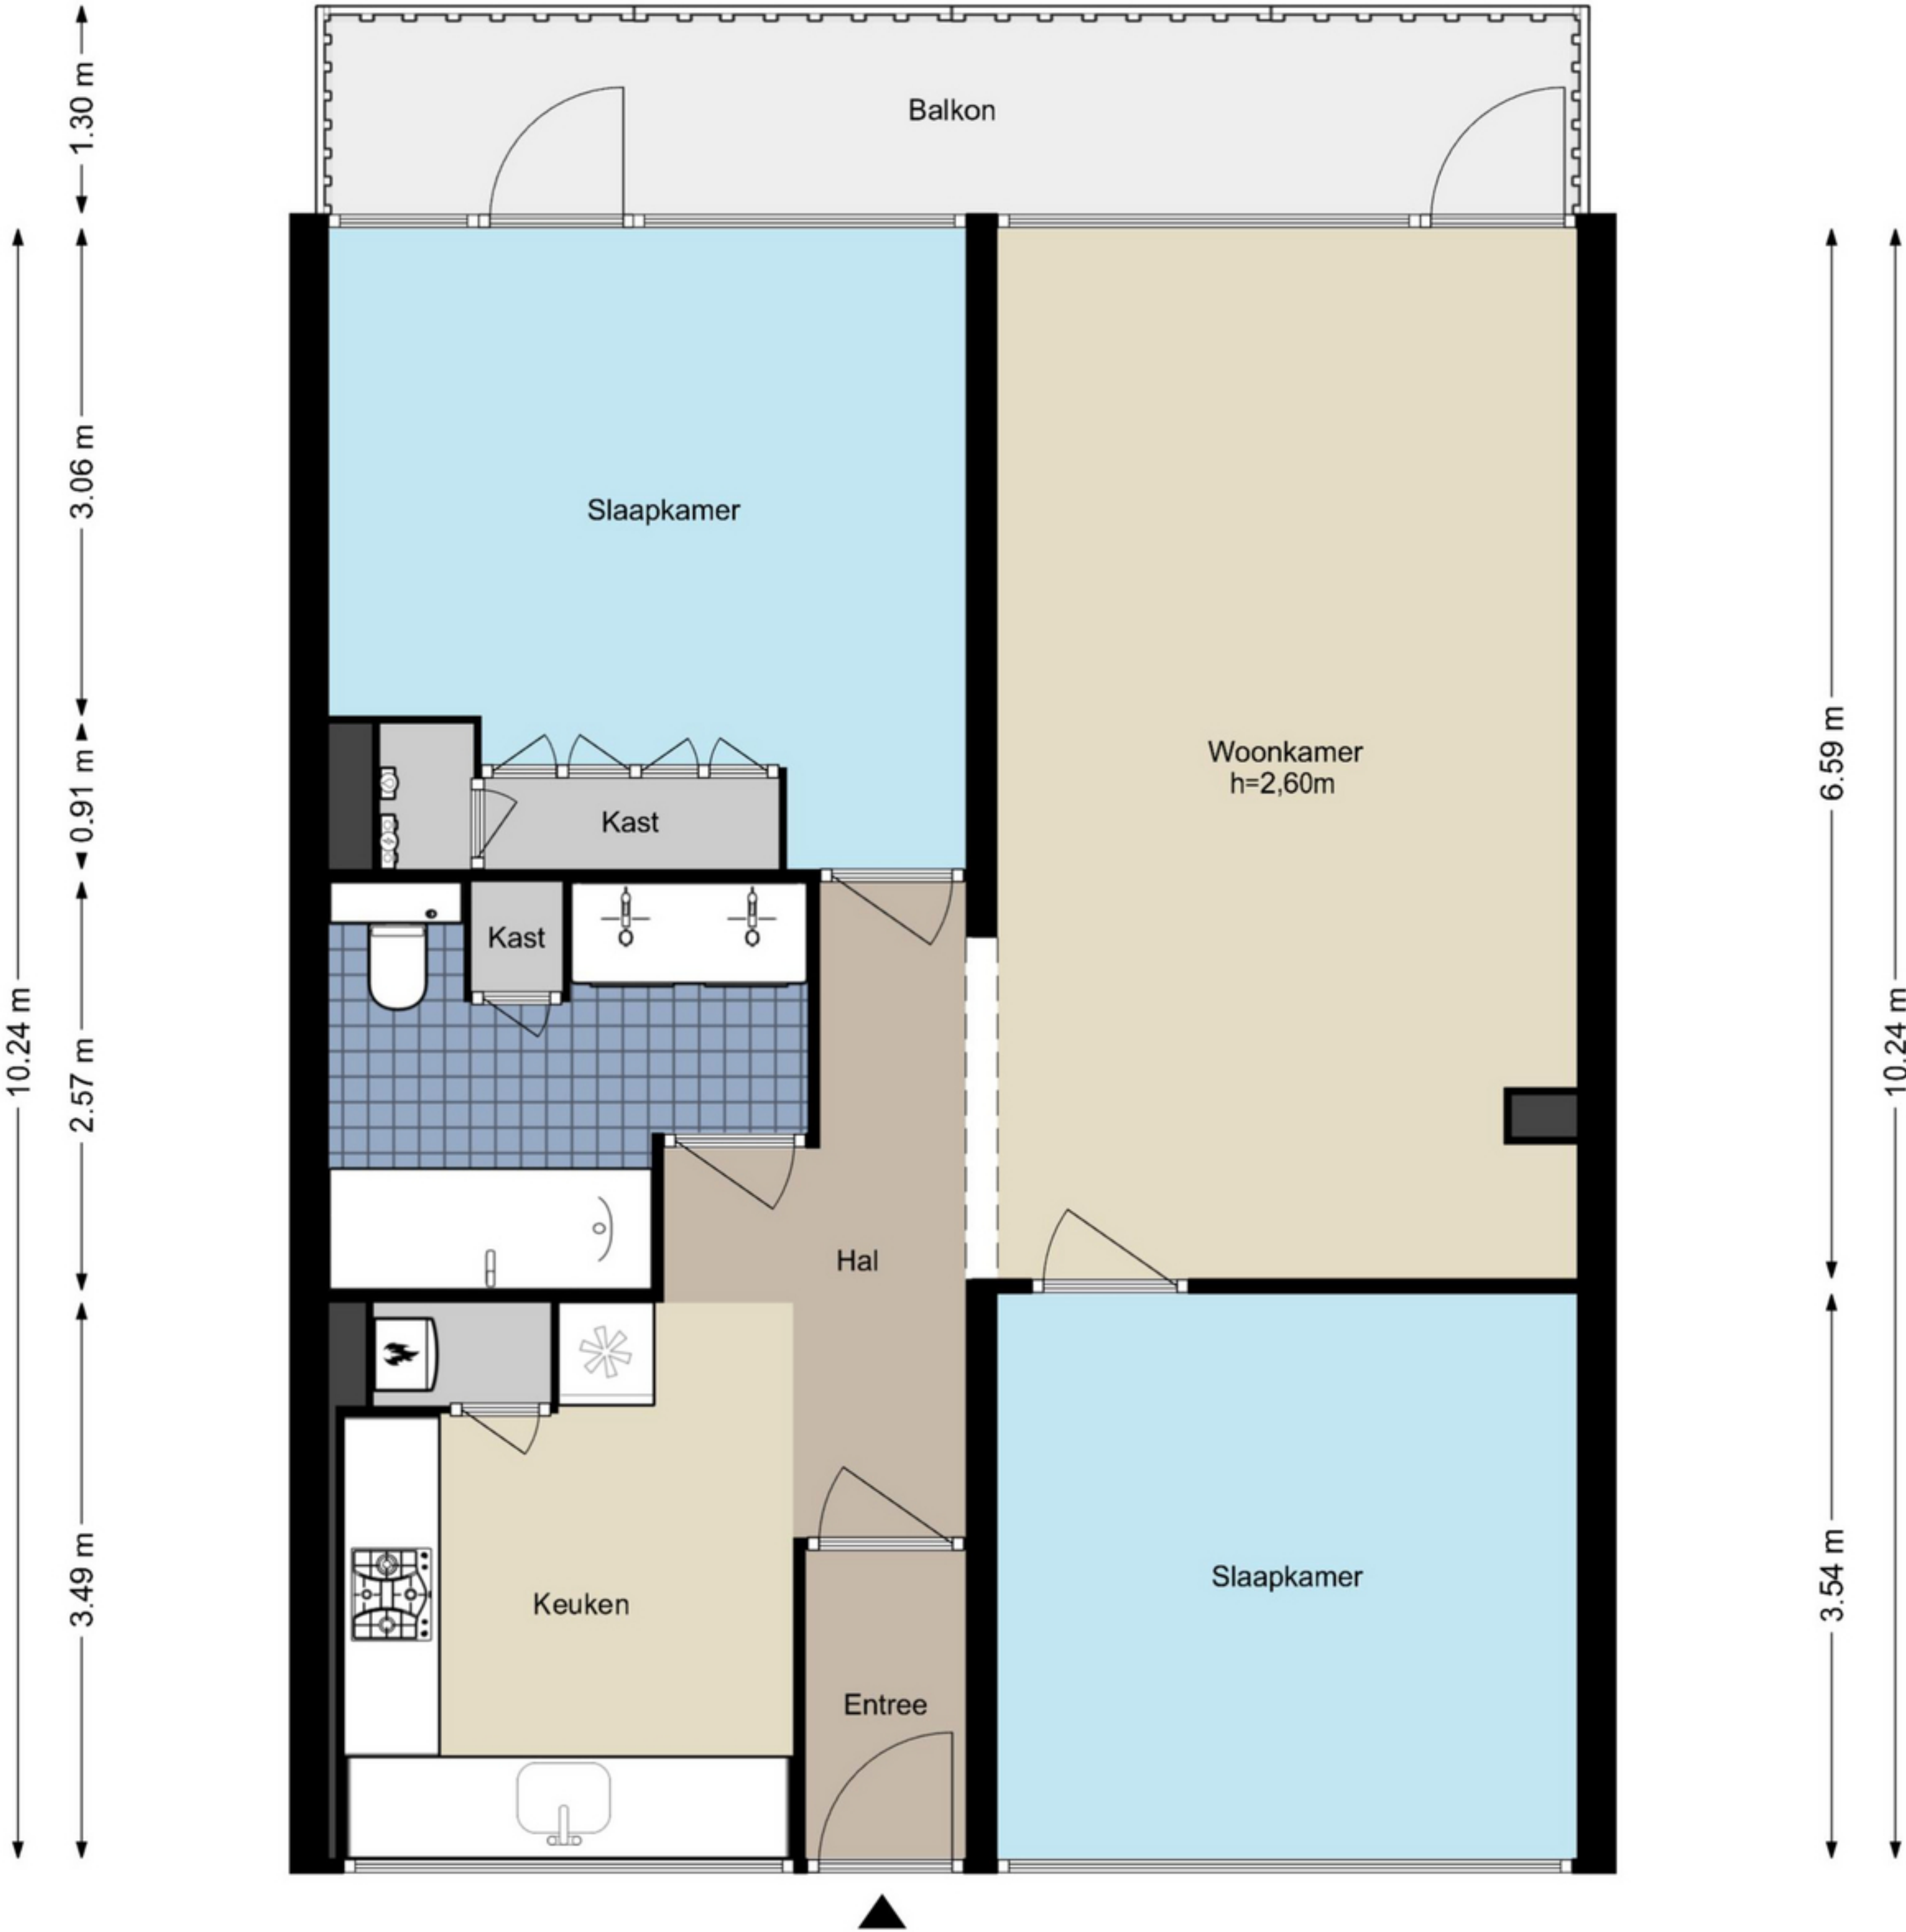 1.30 m
Balkon
3.06 m
Slaapkamer
0.91 m
Kast
Woonkamer
h=2,60m
6.59 m
Kast
10.24 m
2.57 m
10.24 m
Hal
3.49 m
Keuken
Entree
Slaapkamer
3.54 m